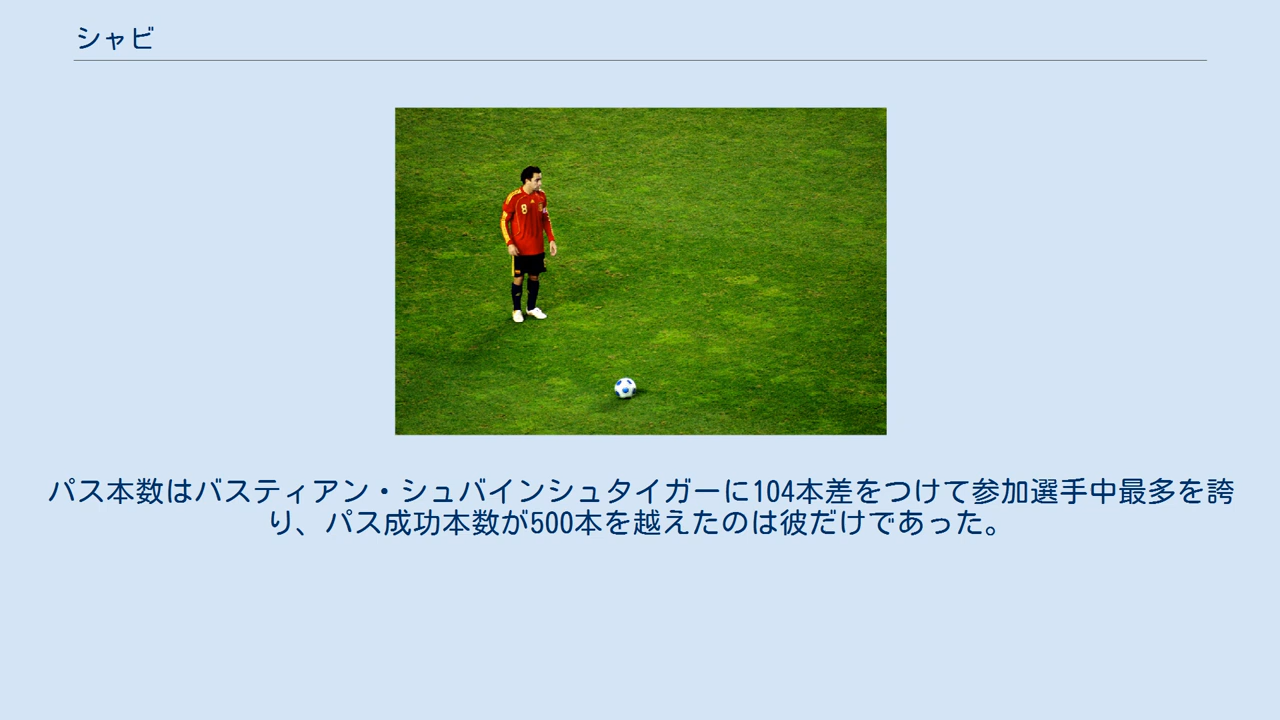 シャビ
8
パス本数はバスティアン・シュバインシュタイガーに104本差をつけて参加選手中最多を誇
り、パス成功本数が500本を越えたのは彼だけであった。